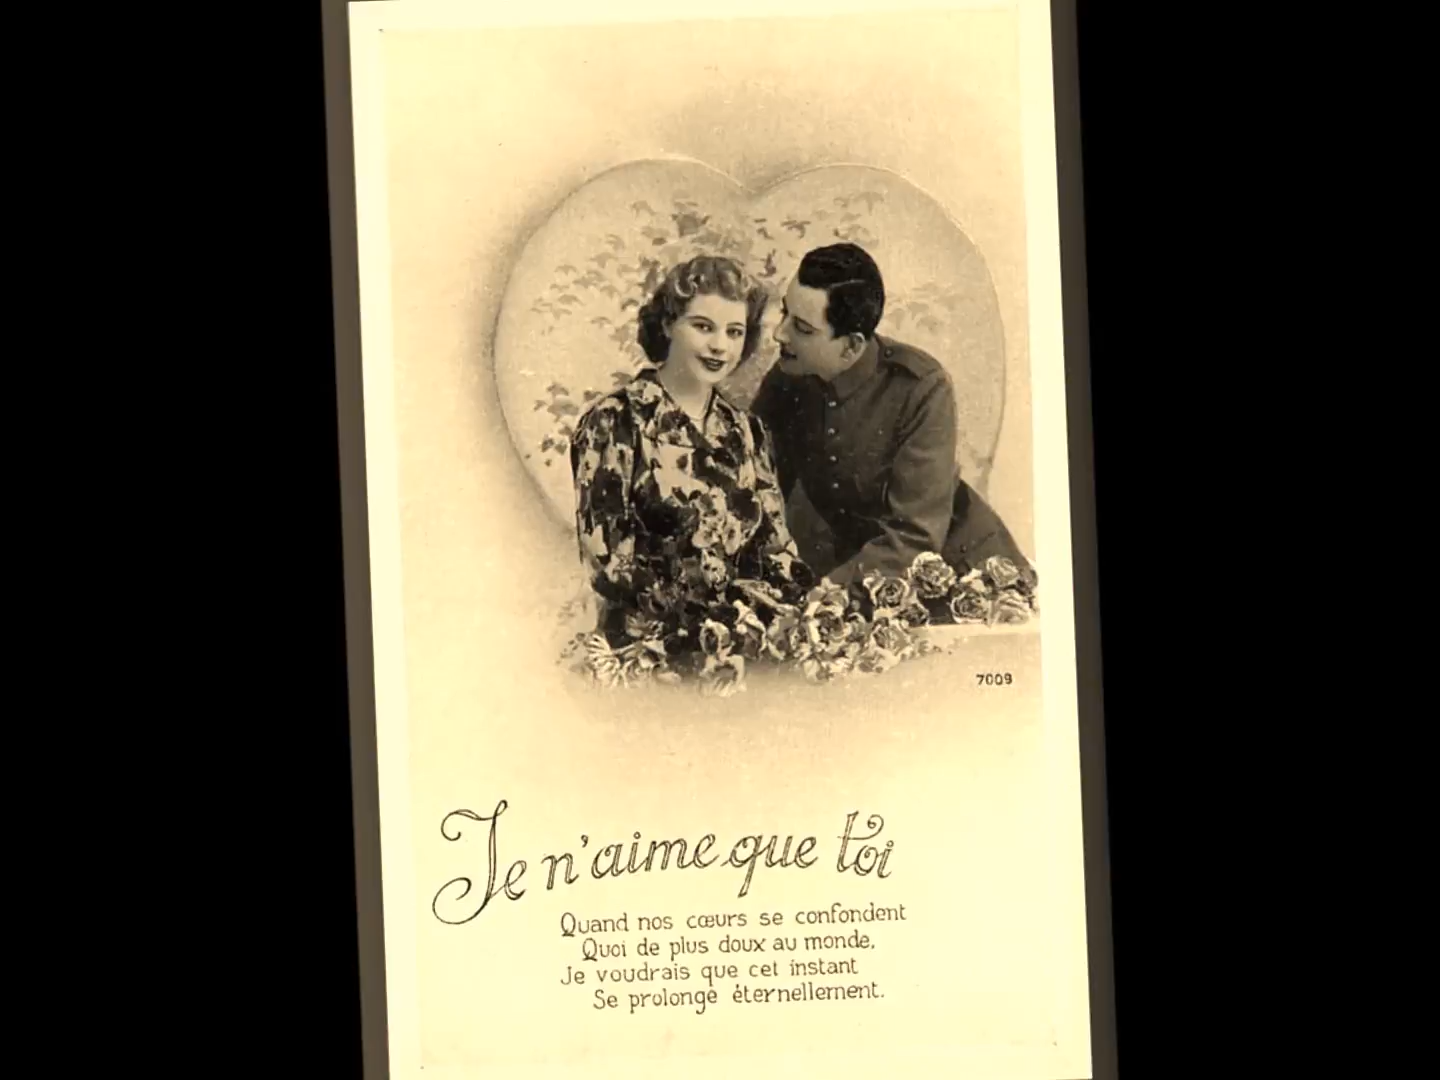 7009
Je n'aime que toi
Quand nos cœurs se confondent
Quoi de plus doux au monde,
Je voudrais que cet instant
Se prolonge éternellement.